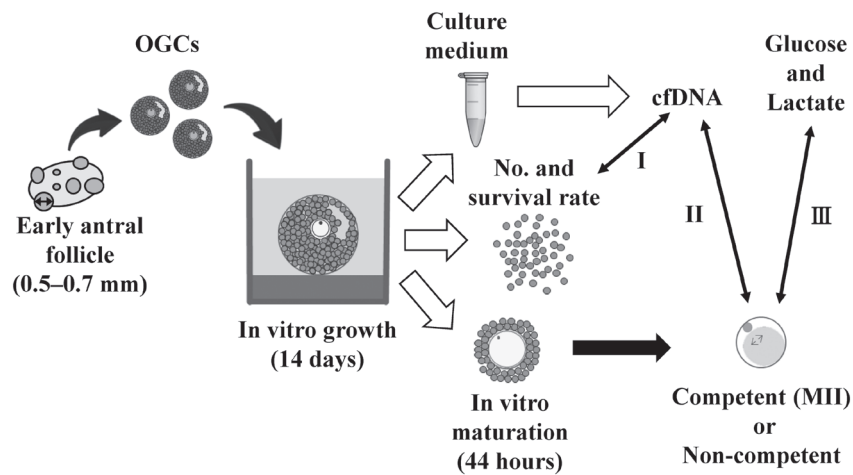 OGCs
Early antral
follicle
(0.5–0.7 mm)
In vitro growth
(14 days)
Culture
medium
No. and
survival rate
In vitro
maturation
(44 hours)
cfDNA
Glucose
and
Lactate
I
II
III
Competent (MII)
or
Non-competent